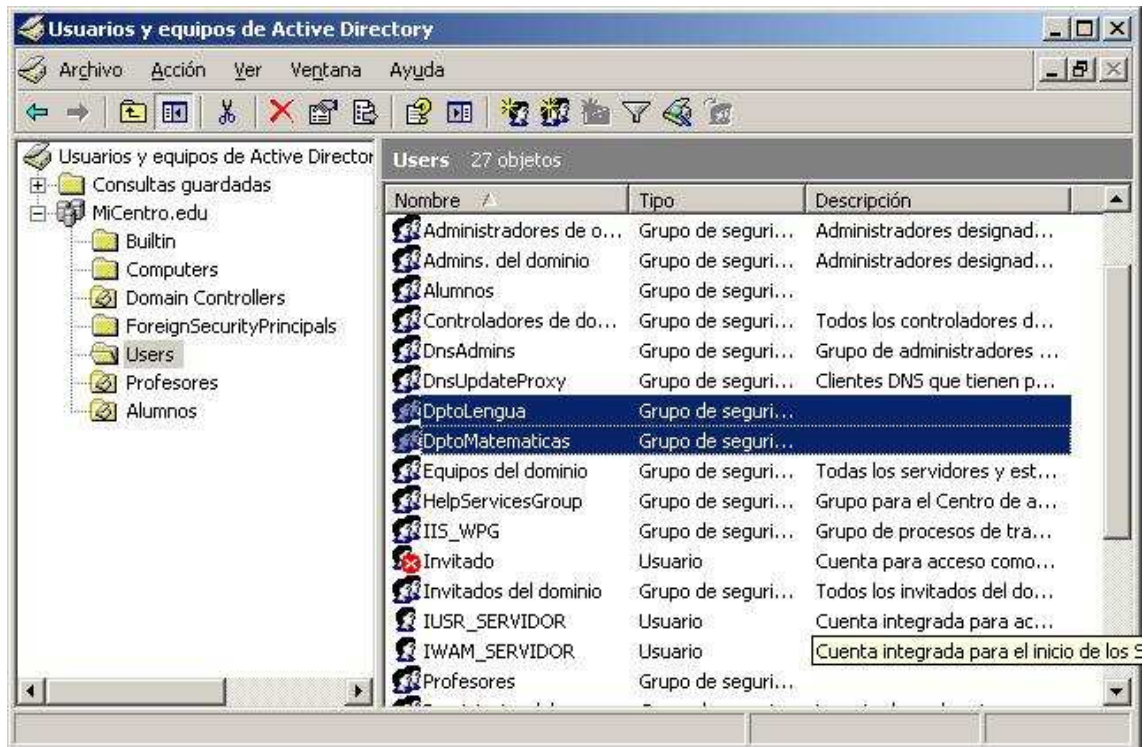 Usuarios y equipos de Active Directory
Archivo Acción Ver Ventana Ayuda
Usuarios y equipos de Active Director
Consultas guardadas
MiCentro.edu
Builtin
Computers
Domain Controllers
ForeignSecurityPrincipals
Users
Profesores
Alumnos
Users 27 objetos
Nombre Tipo Descripción
Administradores de o... Grupo de seguri... Administradores designad...
Admins. del dominio Grupo de seguri... Administradores designad...
Alumnos Grupo de seguri...
Controladores de do... Grupo de seguri... Todos los controladores d...
DnsAdmins Grupo de seguri... Grupo de administradores ...
DnsUpdateProxy Grupo de seguri... Clientes DNS que tienen p...
DptoLengua Grupo de seguri...
DptoMatematicas Grupo de seguri...
Equipos del dominio Grupo de seguri... Todas los servidores y est...
HelpServicesGroup Grupo de seguri... Grupo para el Centro de a...
IIS_WPG Grupo de seguri... Grupo de procesos de tra...
Invitado Usuario Cuenta para acceso como...
Invitados del dominio Grupo de seguri... Todos los invitados del do...
IUSR_SERVIDOR Usuario Cuenta integrada para ac...
IWAM_SERVIDOR Usuario Cuenta integrada para el inicio de los S
Profesores Grupo de seguri...